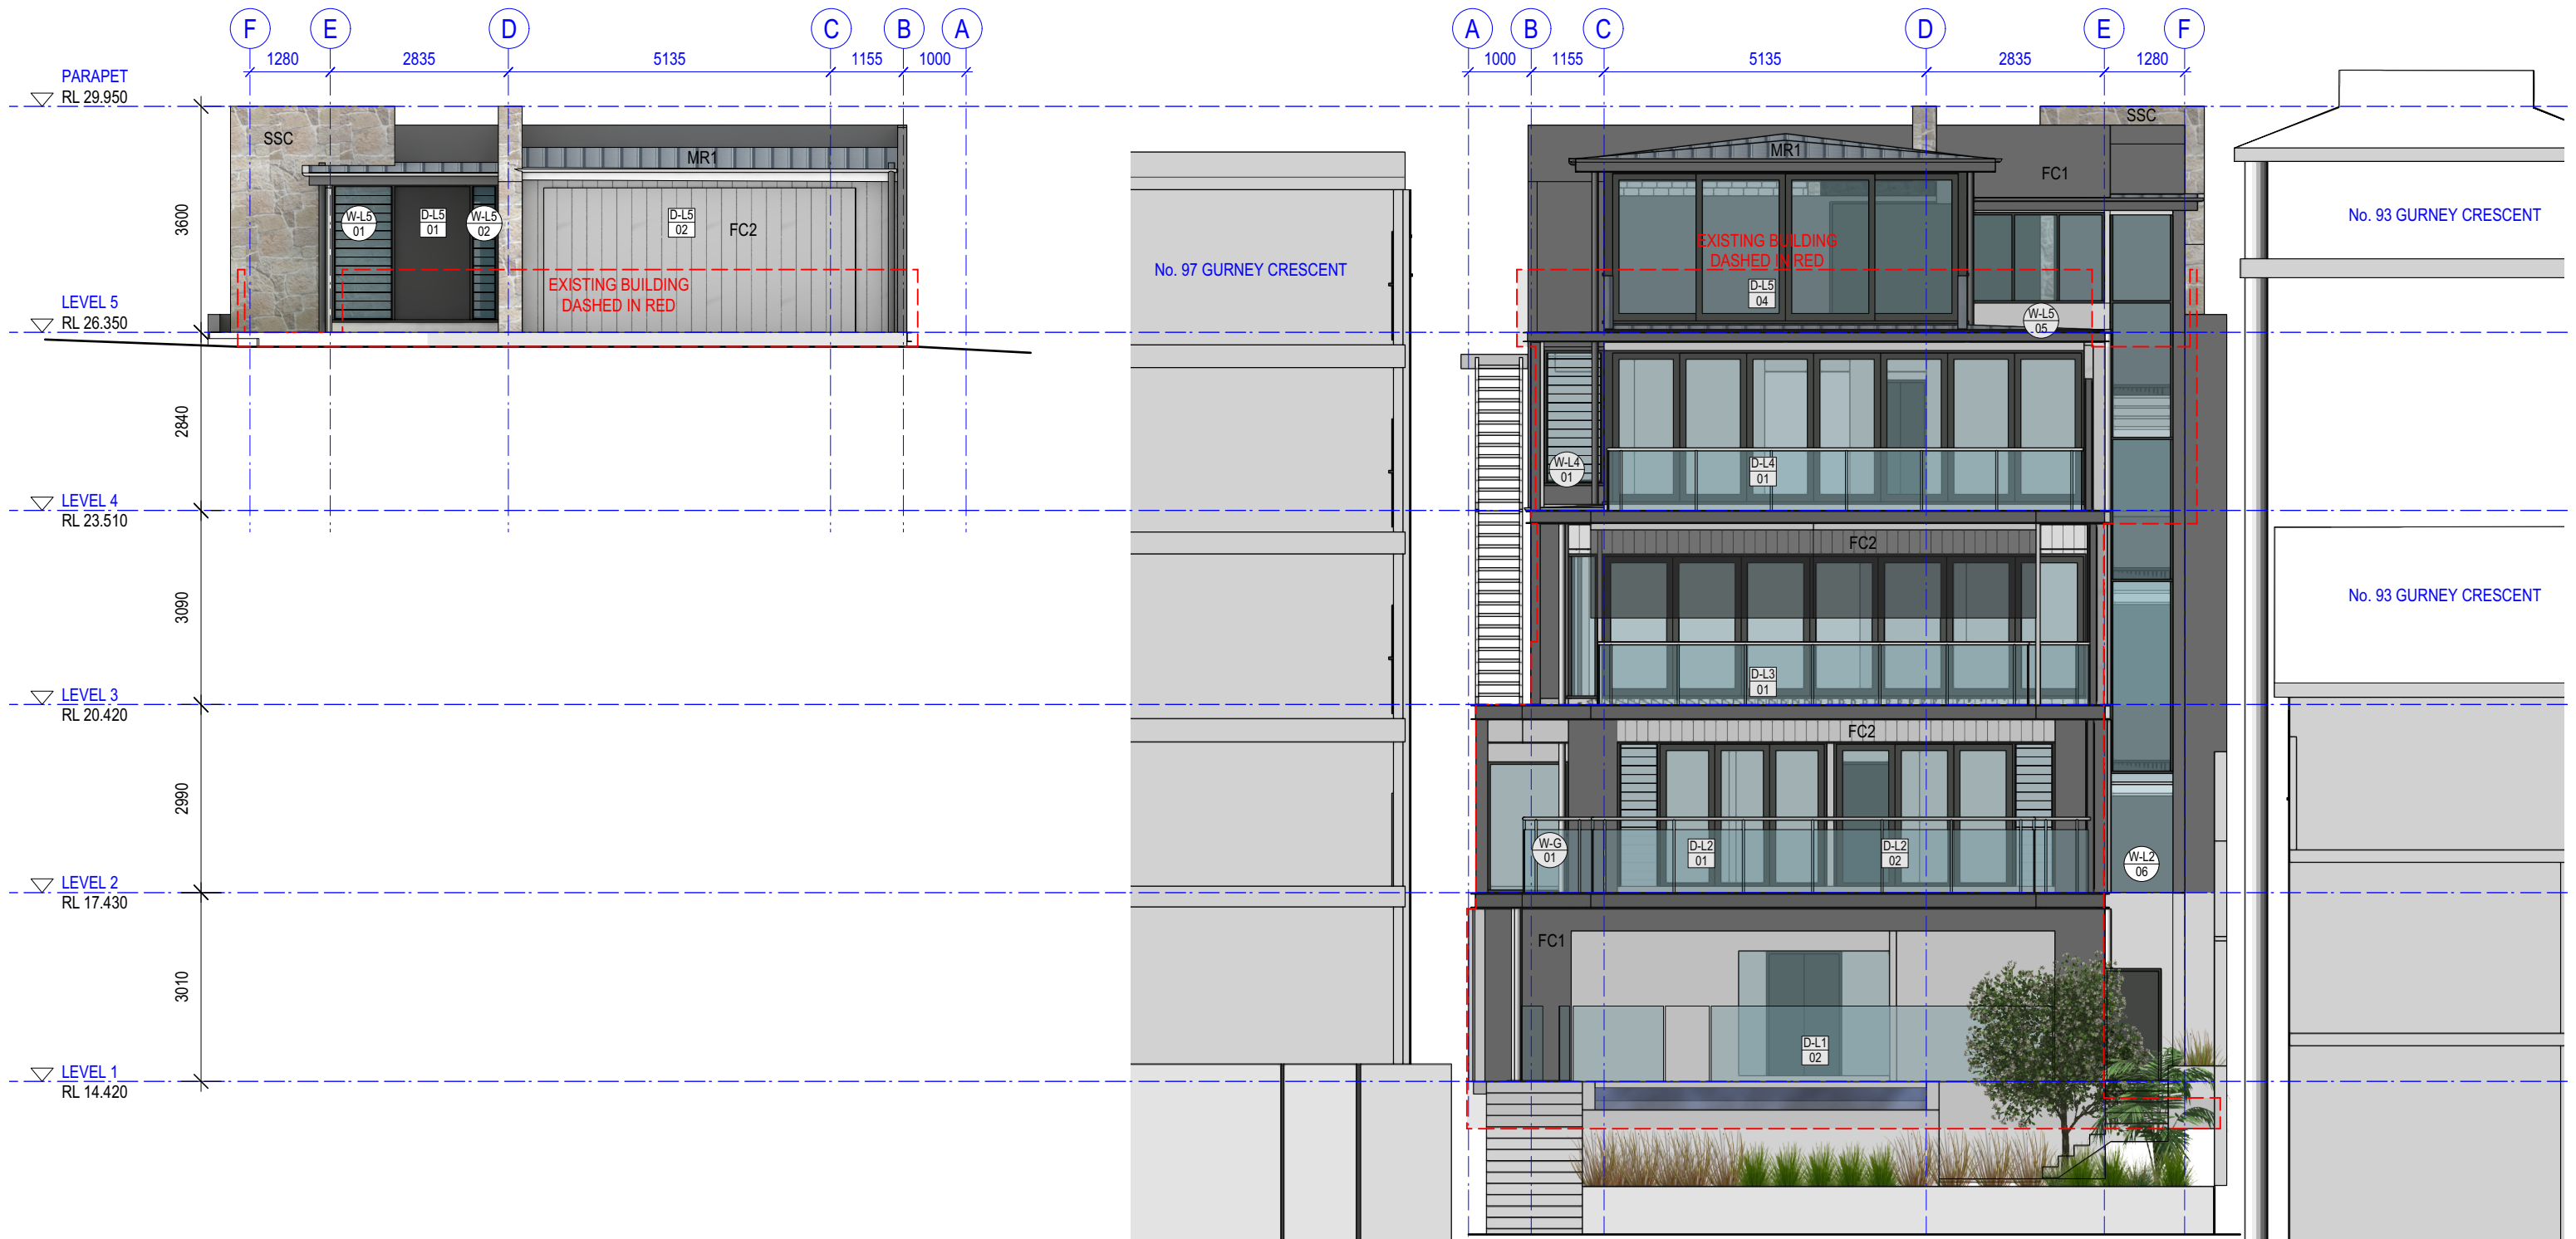 F E D C B A
1280 2835 5135 1155 1000
PARAPET
RL 29.950
SSC
MR1
W-L5
01
D-L5
01
W-L5
02
D-L5
02
FC2
3600
EXISTING BUILDING
DASHED IN RED
LEVEL 5
RL 26.350
2840
LEVEL 4
RL 23.510
3090
LEVEL 3
RL 20.420
2990
LEVEL 2
RL 17.430
3010
LEVEL 1
RL 14.420
No. 97 GURNEY CRESCENT
A B C D E F
1000 1155 5135 2835 1280
SSC
MR1
FC1
EXISTING BUILDING
DASHED IN RED
D-L5
04
W-L5
05
W-L4
01
D-L4
01
FC2
D-L3
01
FC2
W-G
01
D-L2
01
D-L2
02
W-L2
06
FC1
D-L1
02
No. 93 GURNEY CRESCENT
No. 93 GURNEY CRESCENT